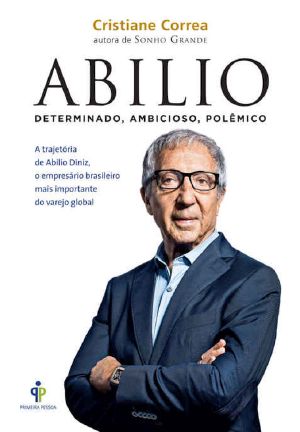 Cristiane Correa
autora de SONHO GRANDE
ABILIO
DETERMINADO, AMBICIOSO, POLÊMICO
A trajetória
de Abilio Diniz,
o empresário brasileiro
mais importante
do varejo global
PRIMEIRA PESSOA